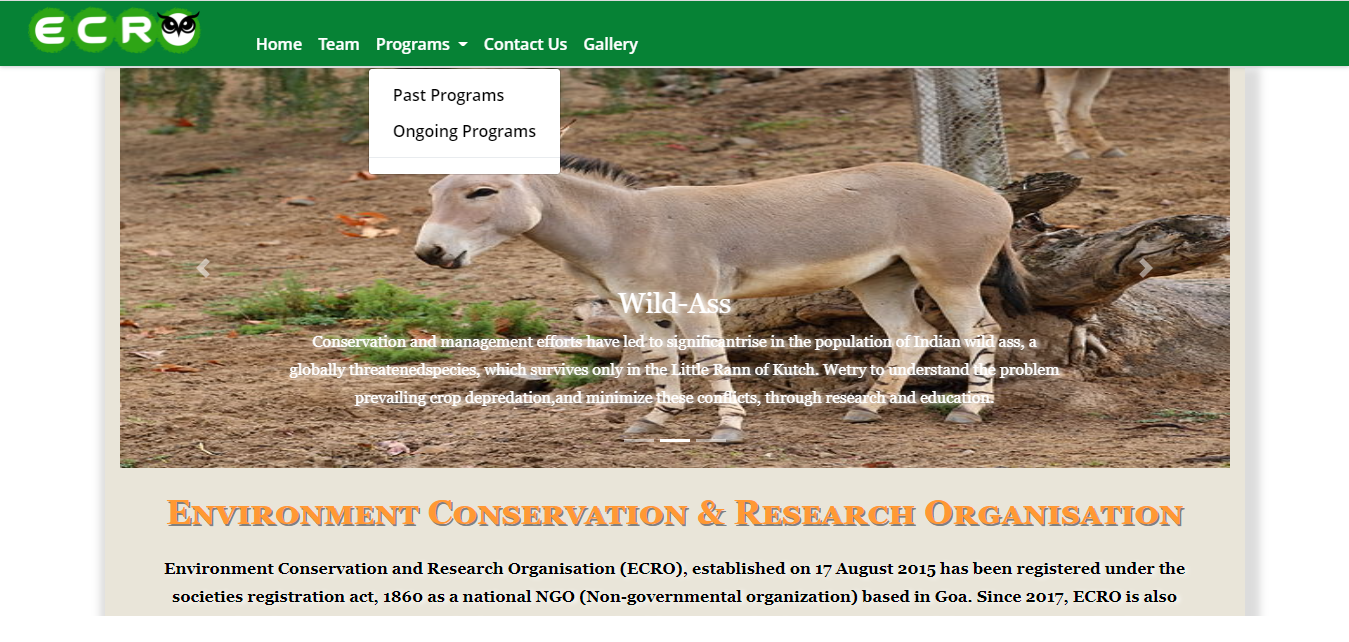 ECRO
Home Team Programs Contact Us Gallery
Past Programs
Ongoing Programs
Wild-Ass
Conservation and management efforts have led to significantrise in the population of Indian wild ass, a
globally threatenedspecies, which survives only in the Little Rann of Kutch. Wetry to understand the problem
prevailing crop depredation,and minimize these conflicts, through research and education.
Environment Conservation & Research Organisation
Environment Conservation and Research Organisation (ECRO), established on 17 August 2015 has been registered under the
societies registration act, 1860 as a national NGO (Non-governmental organization) based in Goa. Since 2017, ECRO is also